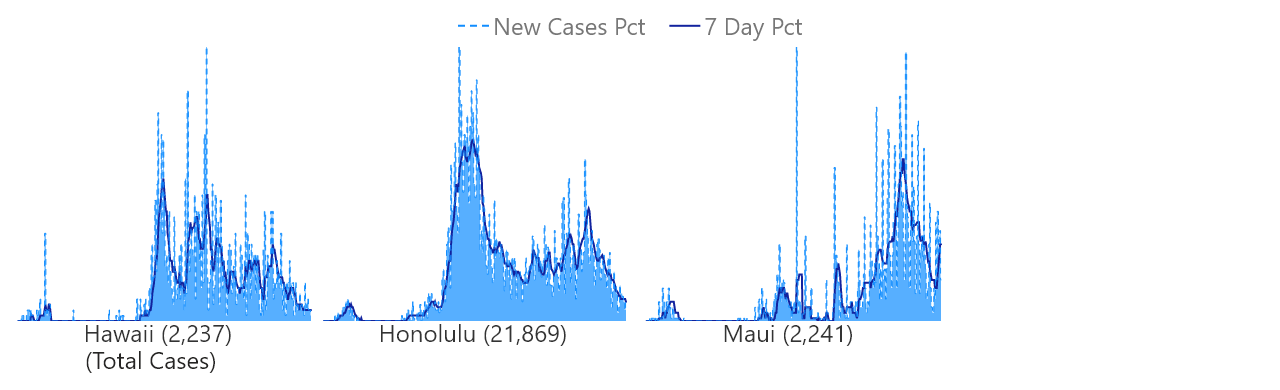 New Cases Pct 7 Day Pct
Hawaii (2,237) Honolulu (21,869) Maui (2,241)
(Total Cases)